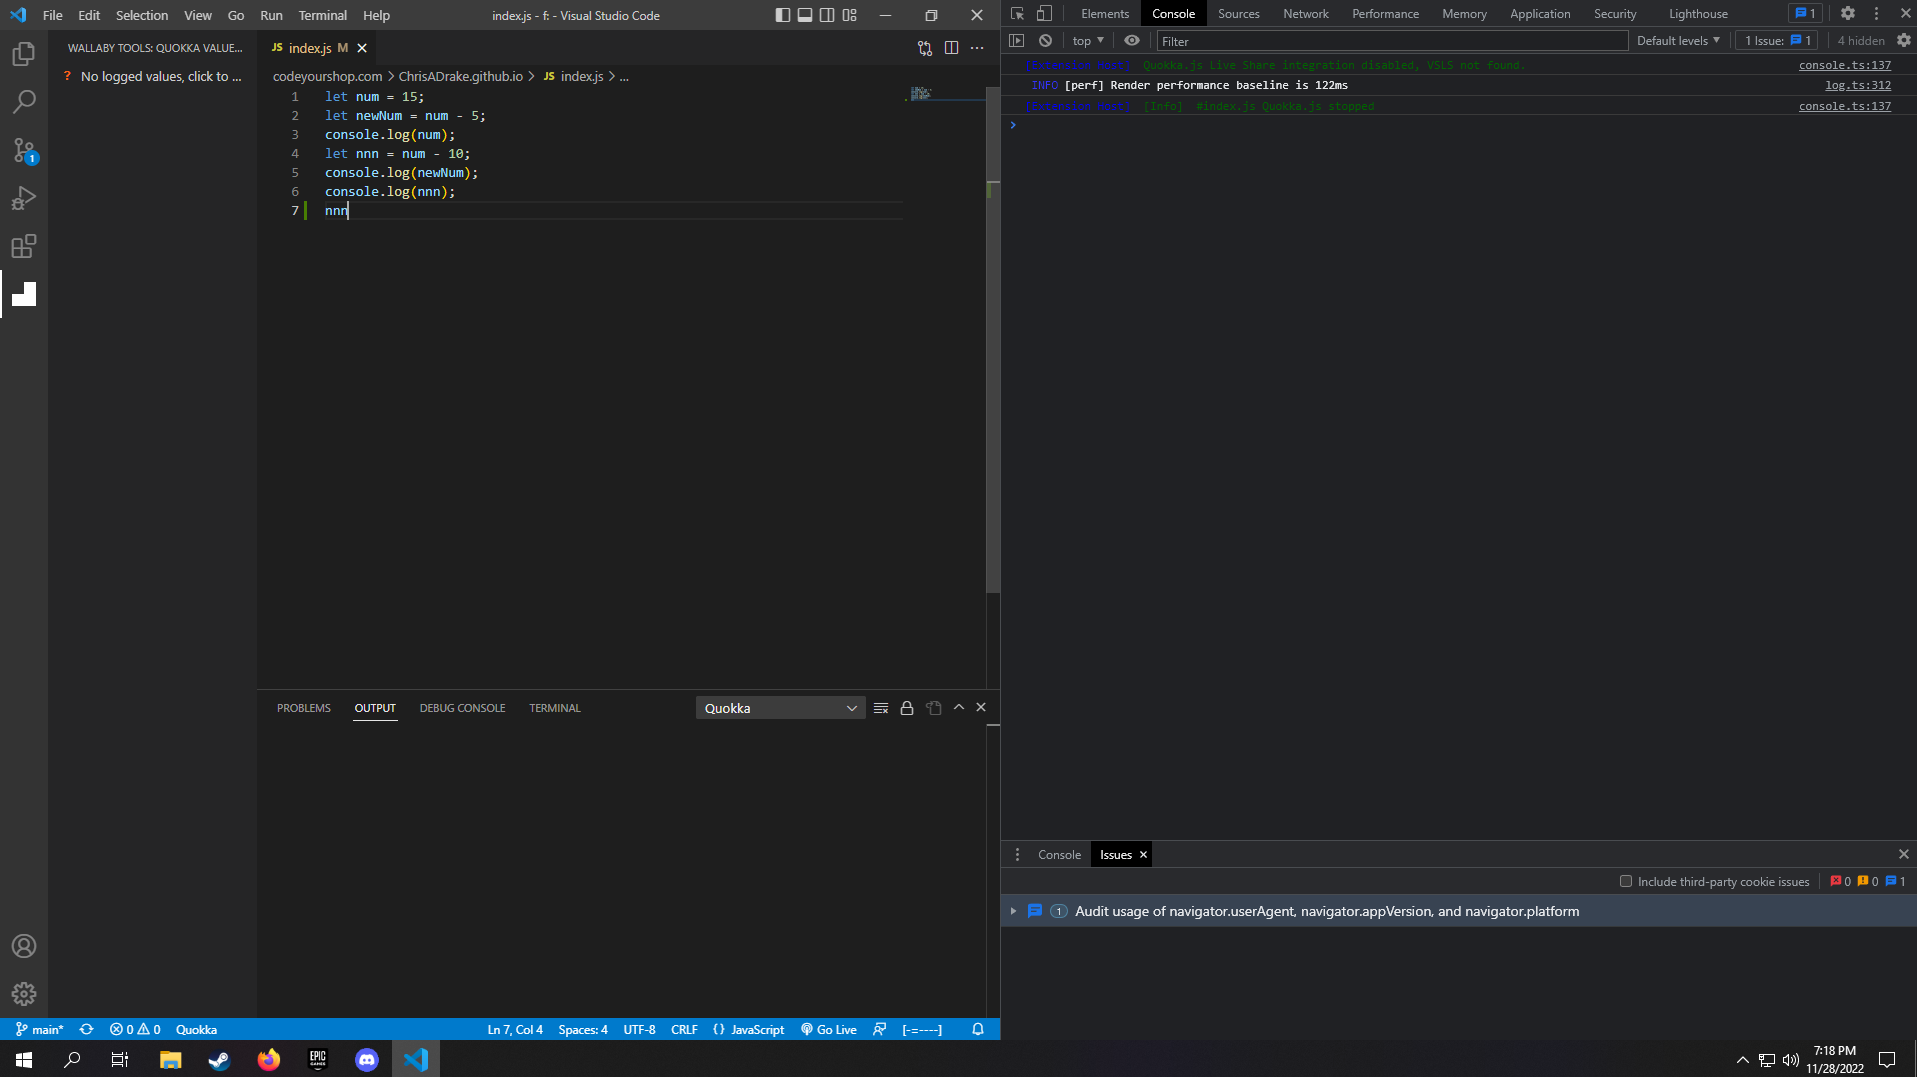 File Edit Selection View Go Run Terminal Help
index.js - f: - Visual Studio Code
WALLABY TOOLS: QUOKKA VALUE...
? No logged values, click to ...
JS index.js M
codeyourshop.com > ChrisADrake.github.io > JS index.js > ...
1 let num = 15;
2 let newNum = num - 5;
3 console.log(num);
4 let nnn = num - 10;
5 console.log(newNum);
6 console.log(nnn);
7 nnn
1
PROBLEMS OUTPUT DEBUG CONSOLE TERMINAL
Quokka
main* 0 0 Quokka
Ln 7, Col 4 Spaces: 4 UTF-8 CRLF {} JavaScript Go Live [-=----]
Elements Console Sources Network Performance Memory Application Security Lighthouse 1
top Filter Default levels 1 Issue: 1 4 hidden
[Extension Host] Quokka.js Live Share integration disabled, VSLS not found. console.ts:137
INFO [perf] Render performance baseline is 122ms log.ts:312
[Extension Host] [Info] #index.js Quokka.js stopped console.ts:137
Console Issues
Include third-party cookie issues 0 0 1
1 Audit usage of navigator.userAgent, navigator.appVersion, and navigator.platform
EPIC GAMES
7:18 PM
11/28/2022